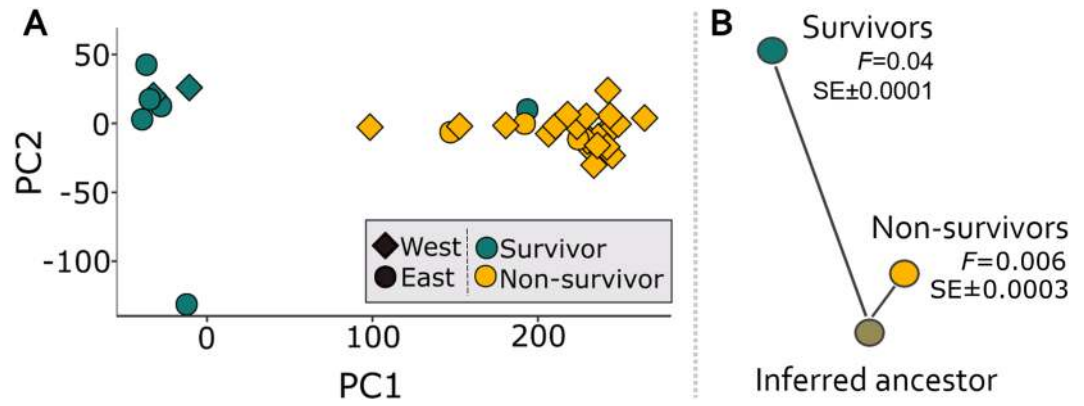 A
50
0
-50
-100
PC2
0
100
200
PC1
West
Survivor
East
Non-survivor
B
Survivors
F=0.04
SE±0.0001
Non-survivors
F=0.006
SE±0.0003
Inferred ancestor